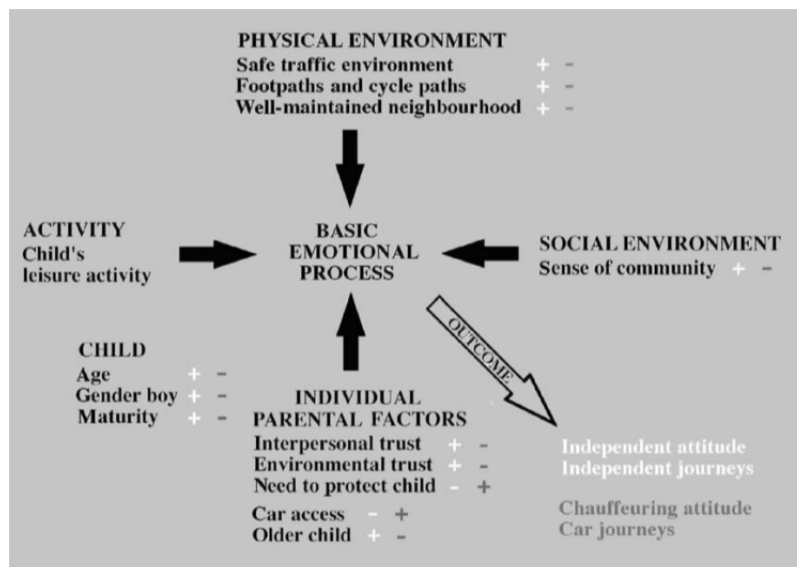 PHYSICAL ENVIRONMENT
Safe traffic environment + -
Footpaths and cycle paths + -
Well-maintained neighbourhood + -
ACTIVITY
Child's
leisure activity
BASIC
EMOTIONAL
PROCESS
SOCIAL ENVIRONMENT
Sense of community + -
OUTCOME
CHILD
Age + -
Gender boy + -
Maturity + -
INDIVIDUAL
PARENTAL FACTORS
Interpersonal trust + -
Environmental trust + -
Need to protect child - +
Car access - +
Older child + -
Independent attitude
Independent journeys
Chauffeuring attitude
Car journeys